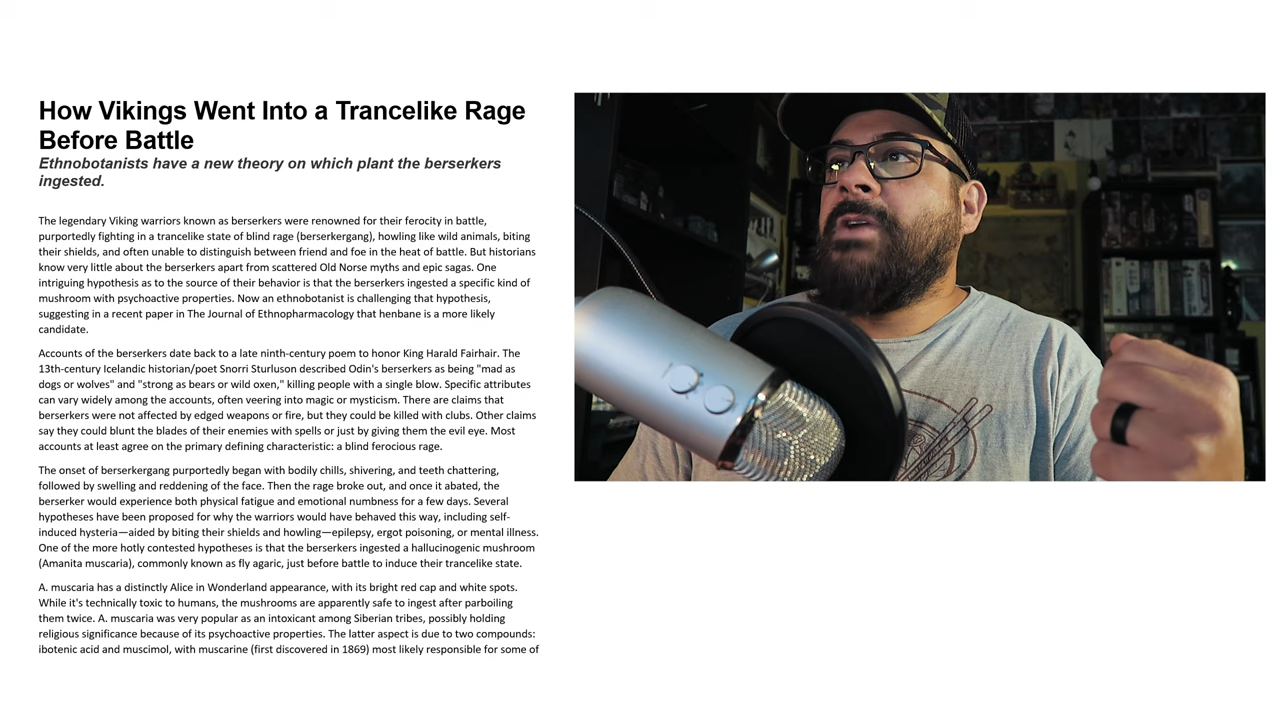 How Vikings Went Into a Trancelike Rage
Before Battle
Ethnobotanists have a new theory on which plant the berserkers
ingested.
The legendary Viking warriors known as berserkers were renowned for their ferocity in battle,
purportedly fighting in a trancelike state of blind rage (berserkergang), howling like wild animals, biting
their shields, and often unable to distinguish between friend and foe in the heat of battle. But historians
know very little about the berserkers apart from scattered Old Norse myths and epic sagas. One
intriguing hypothesis as to the source of their behavior is that the berserkers ingested a specific kind of
mushroom with psychoactive properties. Now an ethnobotanist is challenging that hypothesis,
suggesting in a recent paper in The Journal of Ethnopharmacology that henbane is a more likely
candidate.
Accounts of the berserkers date back to a late ninth-century poem to honor King Harald Fairhair. The
13th-century Icelandic historian/poet Snorri Sturluson described Odin's berserkers as being "mad as
dogs or wolves" and "strong as bears or wild oxen," killing people with a single blow. Specific attributes
can vary widely among the accounts, often veering into magic or mysticism. There are claims that
berserkers were not affected by edged weapons or fire, but they could be killed with clubs. Other claims
say they could blunt the blades of their enemies with spells or just by giving them the evil eye. Most
accounts at least agree on the primary defining characteristic: a blind ferocious rage.
The onset of berserkergang purportedly began with bodily chills, shivering, and teeth chattering,
followed by swelling and reddening of the face. Then the rage broke out, and once it abated, the
berserker would experience both physical fatigue and emotional numbness for a few days. Several
hypotheses have been proposed for why the warriors would have behaved this way, including self-
induced hysteria—aided by biting their shields and howling—epilepsy, ergot poisoning, or mental illness.
One of the more hotly contested hypotheses is that the berserkers ingested a hallucinogenic mushroom
(Amanita muscaria), commonly known as fly agaric, just before battle to induce their trancelike state.
A. muscaria has a distinctly Alice in Wonderland appearance, with its bright red cap and white spots.
While it's technically toxic to humans, the mushrooms are apparently safe to ingest after parboiling
them twice. A. muscaria was very popular as an intoxicant among Siberian tribes, possibly holding
religious significance because of its psychoactive properties. The latter aspect is due to two compounds:
ibotenic acid and muscimol, with muscarine (first discovered in 1869) most likely responsible for some of